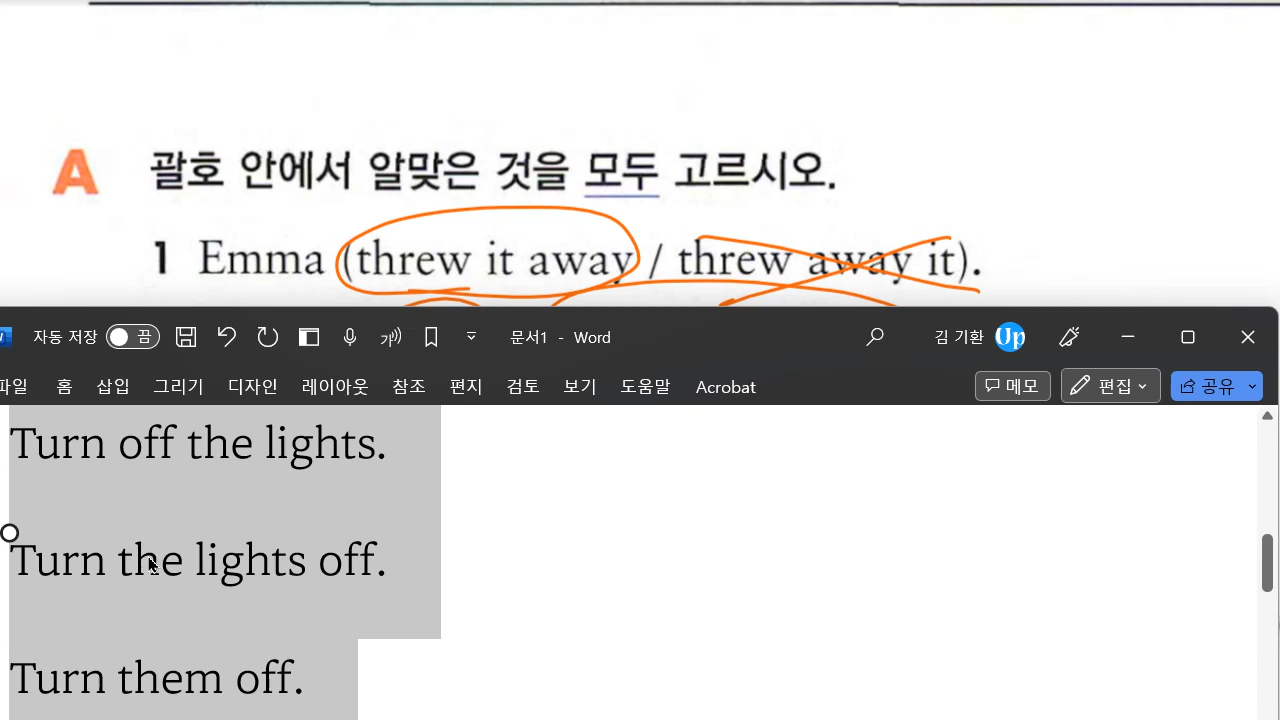 A 괄호 안에서 알맞은 것을 모두 고르시오.
1 Emma (threw it away / threw away it).
자동 저장 끔 가)) 문서1 - Word 김 기환 Up
파일 홈 삽입 그리기 디자인 레이아웃 참조 편지 검토 보기 도움말 Acrobat 메모 편집 공유
Turn off the lights.
Turn the lights off.
Turn them off.